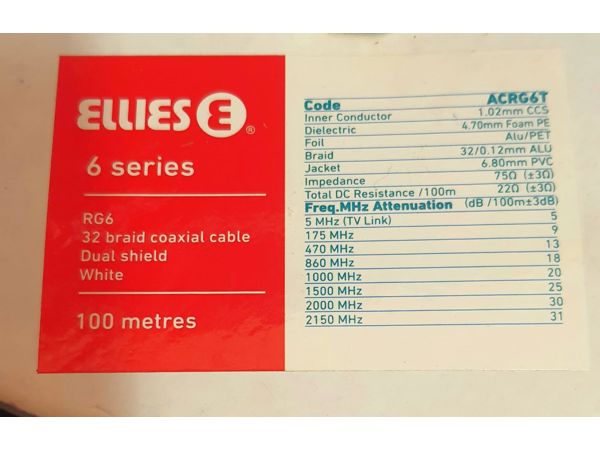 ELLIES E ®
6 series
RG6
32 braid coaxial cable
Dual shield
White
100 metres
Code ACRG6T
Inner Conductor 1.02mm CCS
Dielectric 4.70mm Foam PE
Foil Alu/PET
Braid 32/0.12mm ALU
Jacket 6.80mm PVC
Impedance 75Ω (±3Ω)
Total DC Resistance /100m 22Ω (±3Ω)
Freq.MHz Attenuation (dB /100m±3dB)
5 MHz (TV Link) 5
175 MHz 9
470 MHz 13
860 MHz 18
1000 MHz 20
1500 MHz 25
2000 MHz 30
2150 MHz 31